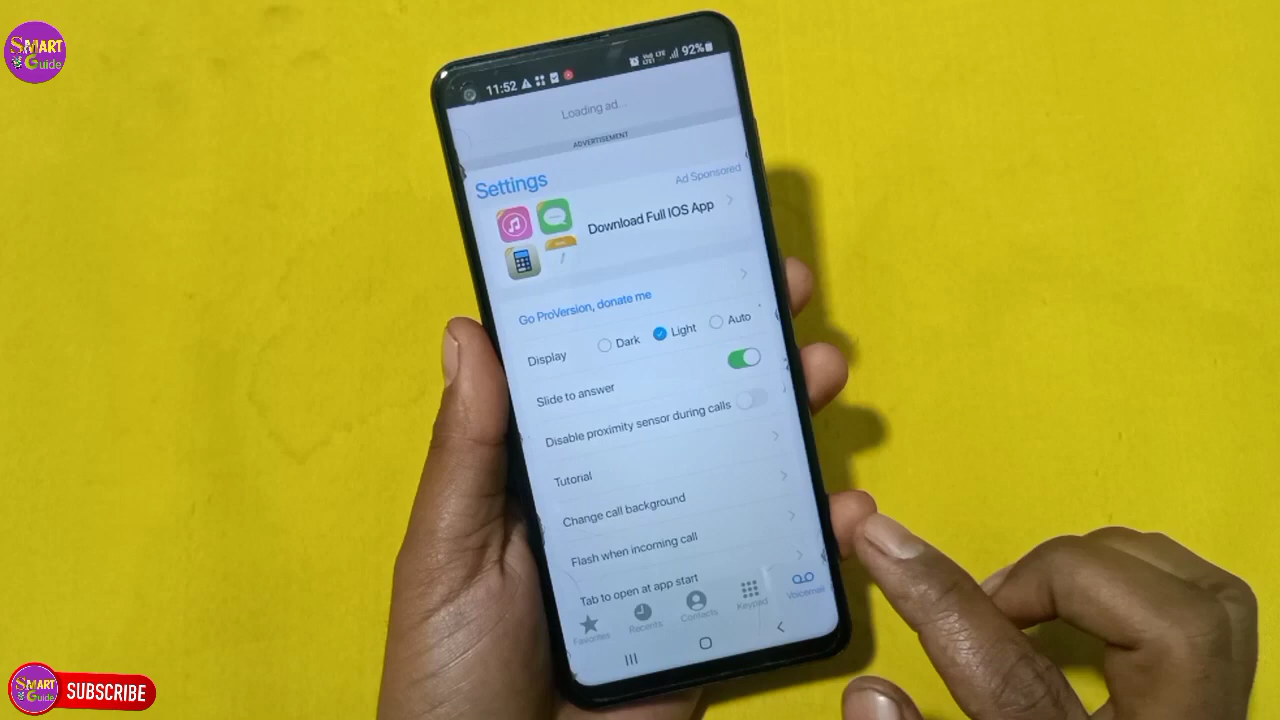 SMART
Guide
11:52
92%
Loading ad...
ADVERTISEMENT
Settings
Ad Sponsored
Download Full IOS App
Go ProVersion, donate me
Display
Dark
Light
Auto
Slide to answer
Disable proximity sensor during calls
Tutorial
Change call background
Flash when incoming call
Tab to open at app start
Favorites
Recents
Contacts
Keypad
Voicemail
SMART
Guide
SUBSCRIBE